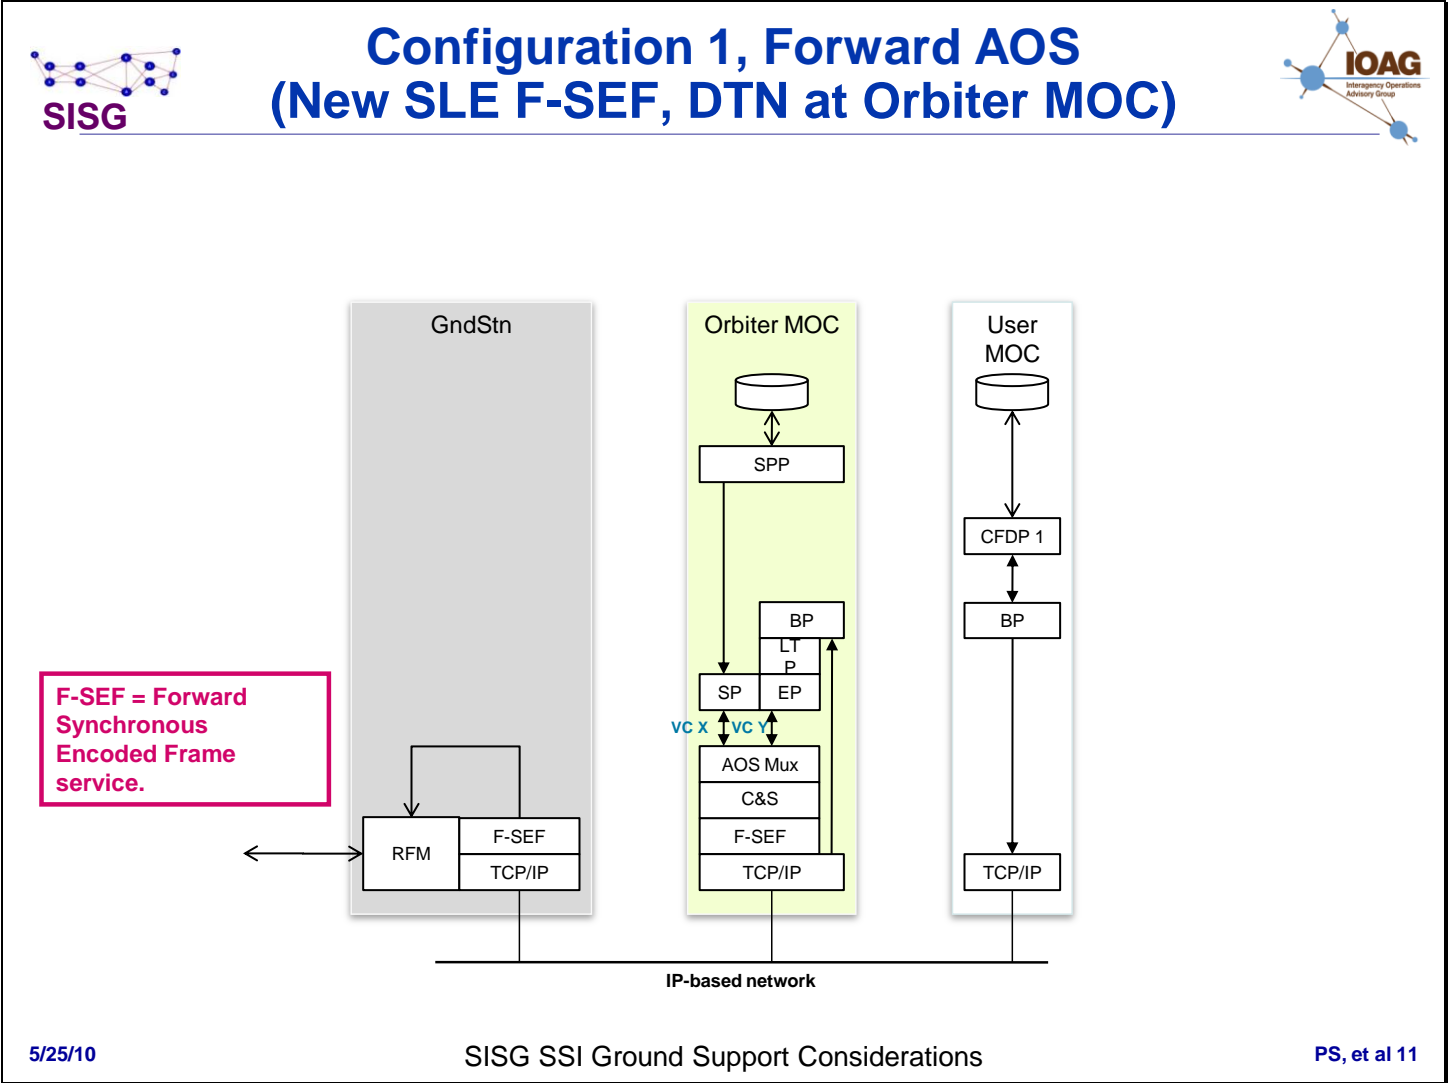 Configuration 1, Forward AOS
(New SLE F-SEF, DTN at Orbiter MOC)
SISG
IOAG
Interagency Operations
Advisory Group
GndStn
Orbiter MOC
User
MOC
SPP
CFDP 1
BP
BP
LT
P
SP
EP
VC X
VC Y
F-SEF = Forward
Synchronous
Encoded Frame
service.
AOS Mux
C&S
F-SEF
F-SEF
RFM
TCP/IP
TCP/IP
TCP/IP
IP-based network
5/25/10
SISG SSI Ground Support Considerations
PS, et al 11